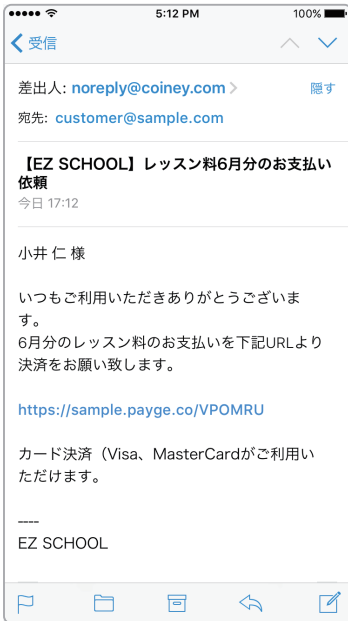 5:12 PM
100%
受信
差出人: noreply@coiney.com
隠す
宛先: customer@sample.com
【EZ SCHOOL】レッスン料6月分のお支払い
依頼
今日 17:12
小井 仁 様
いつもご利用いただきありがとうございま
す。
6月分のレッスン料のお支払いを下記URLより
決済をお願い致します。
https://sample.payge.co/VPOMRU
カード決済（Visa、MasterCardがご利用い
ただけます。
----
EZ SCHOOL